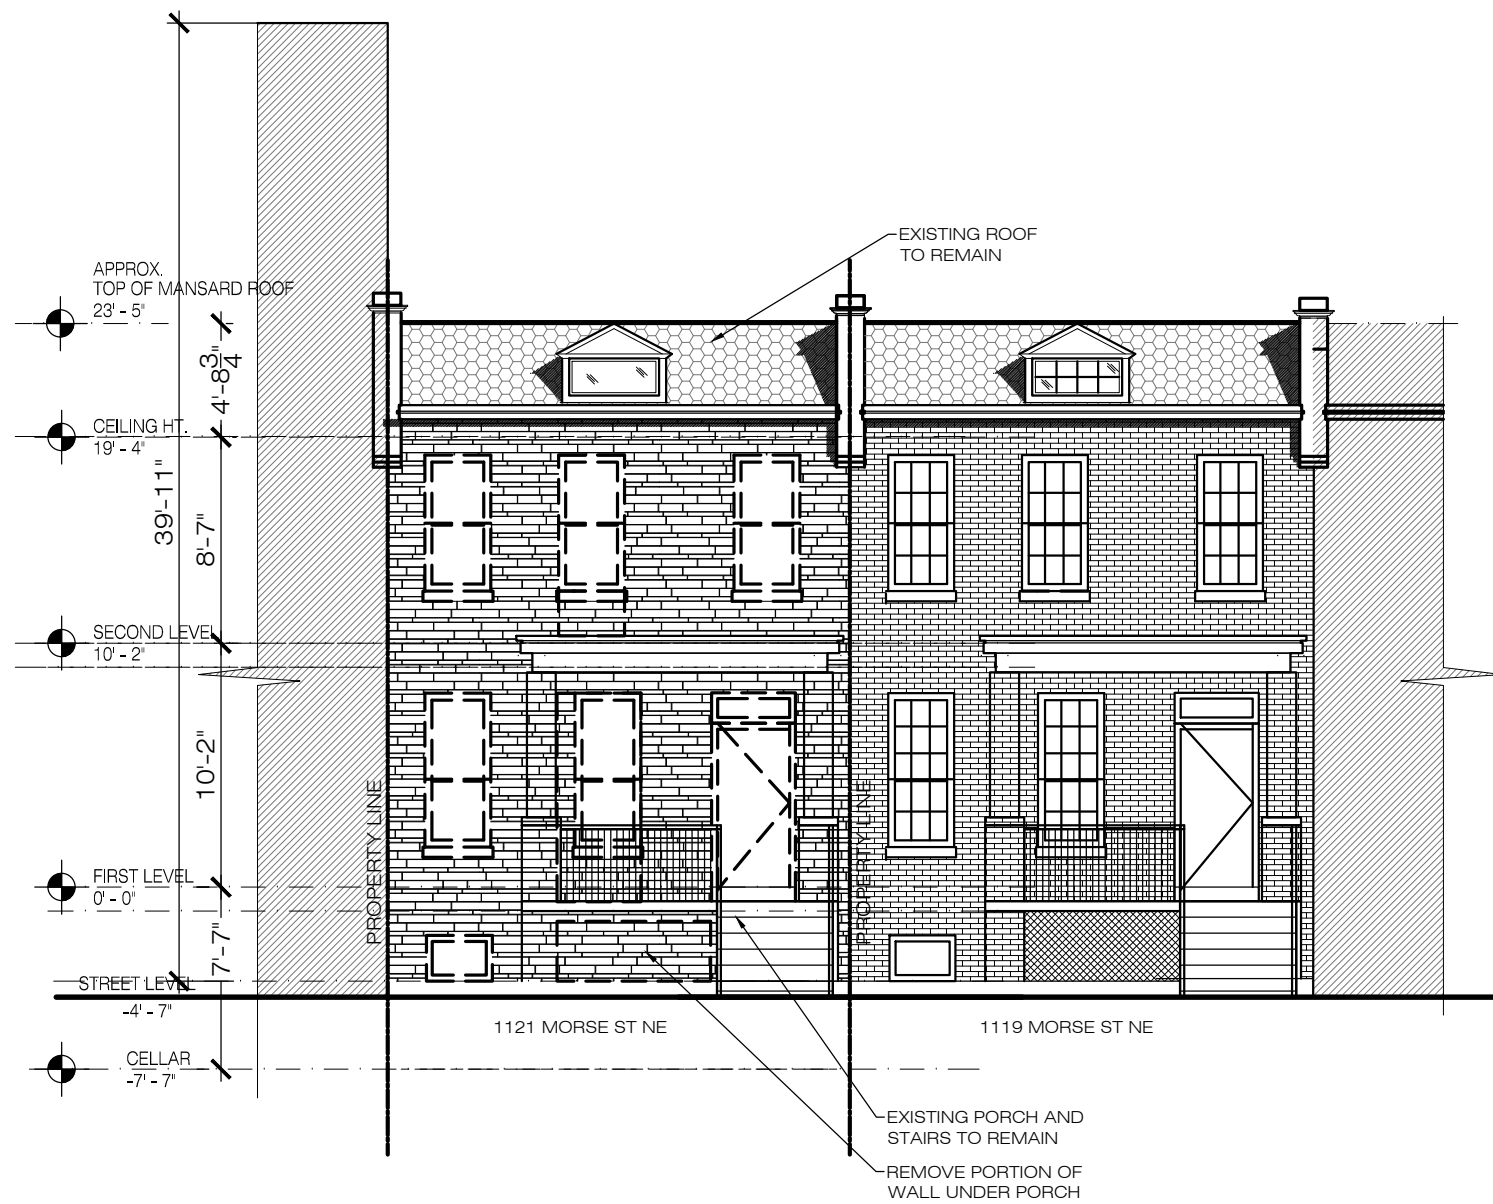 EXISTING ROOF
TO REMAIN
APPROX.
TOP OF MANSARD ROOF
23' - 5"
4'-8 3/4
CEILING HT.
19' - 4"
39'-11"
8'-7"
SECOND LEVEL
10' - 2"
10'-2"
PROPERTY LINE
PROPERTY LINE
FIRST LEVEL
0' - 0"
7'-7"
STREET LEVEL
-4' - 7"
1121 MORSE ST NE
1119 MORSE ST NE
CELLAR
-7' - 7"
EXISTING PORCH AND
STAIRS TO REMAIN
REMOVE PORTION OF
WALL UNDER PORCH